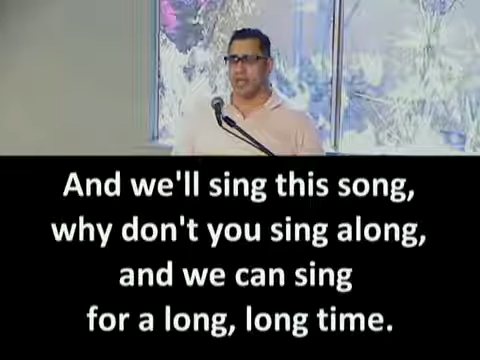 And we'll sing this song,
why don't you sing along,
and we can sing
for a long, long time.